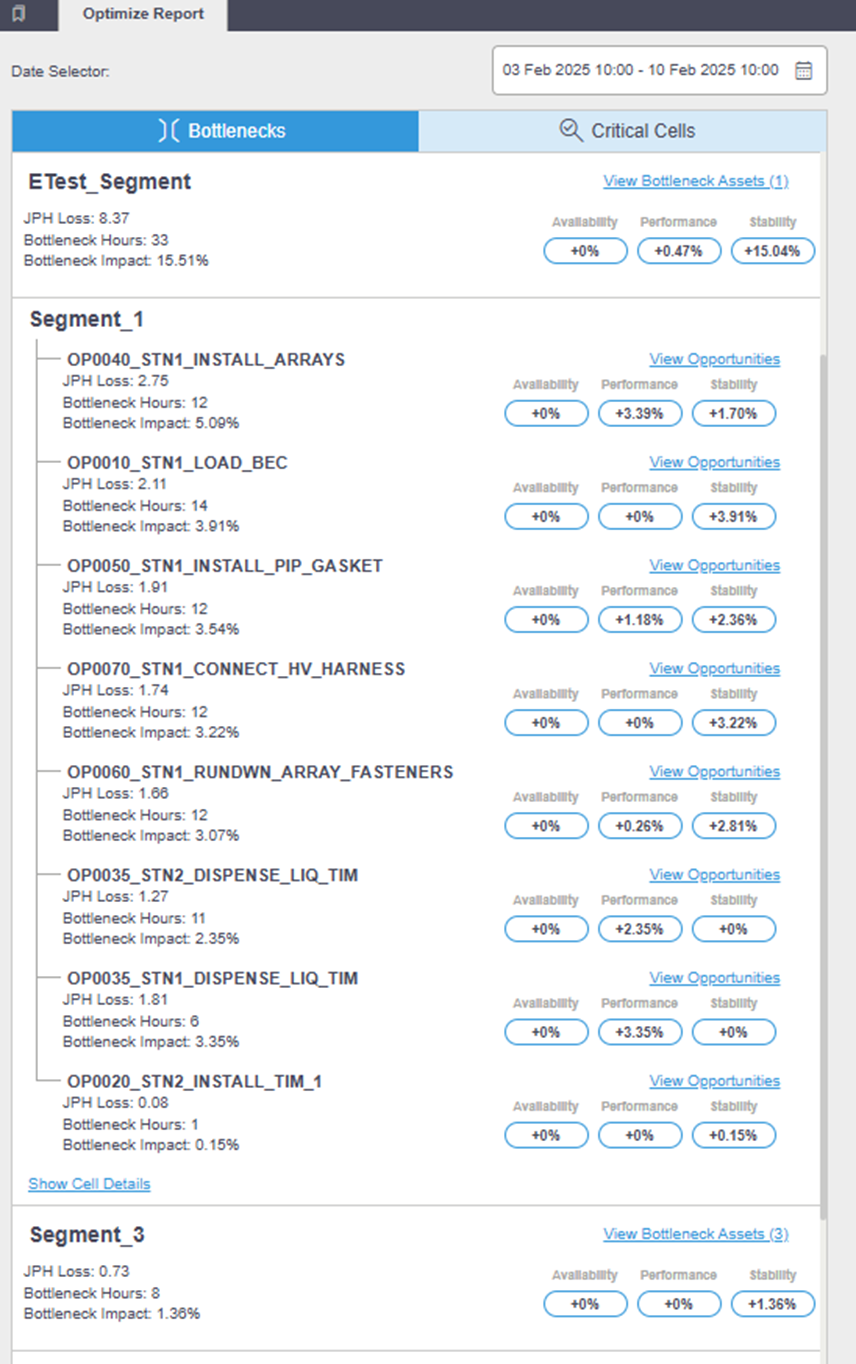 Optimize Report
Date Selector:
03 Feb 2025 10:00 - 10 Feb 2025 10:00
Bottlenecks
Critical Cells
ETest_Segment
View Bottleneck Assets (1)
JPH Loss: 8.37
Bottleneck Hours: 33
Bottleneck Impact: 15.51%
Availability Performance Stability
+0% +0.47% +15.04%
Segment_1
OP0040_STN1_INSTALL_ARRAYS
View Opportunities
JPH Loss: 2.75
Bottleneck Hours: 12
Bottleneck Impact: 5.09%
Availability Performance Stability
+0% +3.39% +1.70%
OP0010_STN1_LOAD_BEC
View Opportunities
JPH Loss: 2.11
Bottleneck Hours: 14
Bottleneck Impact: 3.91%
Availability Performance Stability
+0% +0% +3.91%
OP0050_STN1_INSTALL_PIP_GASKET
View Opportunities
JPH Loss: 1.91
Bottleneck Hours: 12
Bottleneck Impact: 3.54%
Availability Performance Stability
+0% +1.18% +2.36%
OP0070_STN1_CONNECT_HV_HARNESS
View Opportunities
JPH Loss: 1.74
Bottleneck Hours: 12
Bottleneck Impact: 3.22%
Availability Performance Stability
+0% +0% +3.22%
OP0060_STN1_RUNDWN_ARRAY_FASTENERS
View Opportunities
JPH Loss: 1.66
Bottleneck Hours: 12
Bottleneck Impact: 3.07%
Availability Performance Stability
+0% +0.26% +2.81%
OP0035_STN2_DISPENSE_LIQ_TIM
View Opportunities
JPH Loss: 1.27
Bottleneck Hours: 11
Bottleneck Impact: 2.35%
Availability Performance Stability
+0% +2.35% +0%
OP0035_STN1_DISPENSE_LIQ_TIM
View Opportunities
JPH Loss: 1.81
Bottleneck Hours: 6
Bottleneck Impact: 3.35%
Availability Performance Stability
+0% +3.35% +0%
OP0020_STN2_INSTALL_TIM_1
View Opportunities
JPH Loss: 0.08
Bottleneck Hours: 1
Bottleneck Impact: 0.15%
Availability Performance Stability
+0% +0% +0.15%
Show Cell Details
Segment_3
View Bottleneck Assets (3)
JPH Loss: 0.73
Bottleneck Hours: 8
Bottleneck Impact: 1.36%
Availability Performance Stability
+0% +0% +1.36%